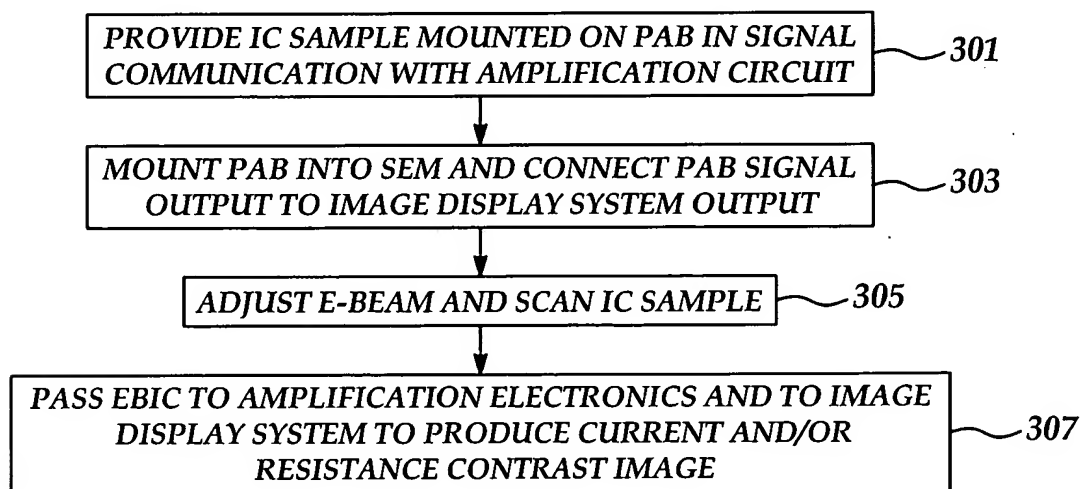 PROVIDE IC SAMPLE MOUNTED ON PAB IN SIGNAL
COMMUNICATION WITH AMPLIFICATION CIRCUIT
301
MOUNT PAB INTO SEM AND CONNECT PAB SIGNAL
OUTPUT TO IMAGE DISPLAY SYSTEM OUTPUT
303
ADJUST E-BEAM AND SCAN IC SAMPLE
305
PASS EBIC TO AMPLIFICATION ELECTRONICS AND TO IMAGE
DISPLAY SYSTEM TO PRODUCE CURRENT AND/OR
RESISTANCE CONTRAST IMAGE
307